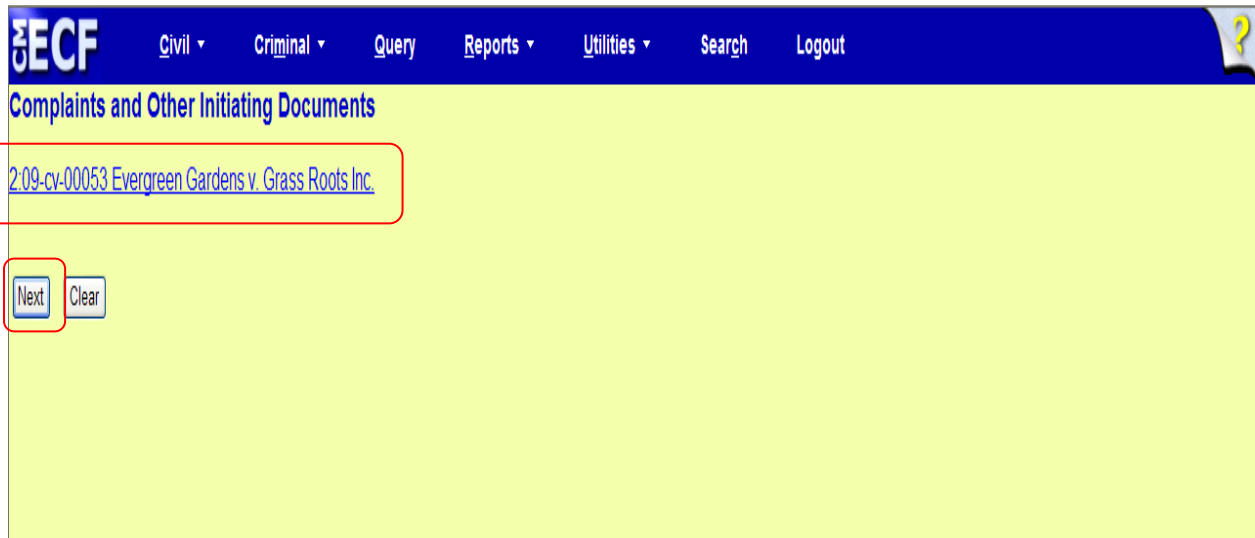 CM ECF Civil Criminal Query Reports Utilities Search Logout ?
Complaints and Other Initiating Documents
2:09-cv-00053 Evergreen Gardens v. Grass Roots Inc.
Next Clear